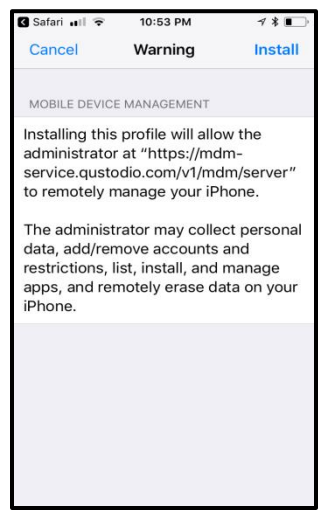 Safari 10:53 PM
Cancel Warning Install
MOBILE DEVICE MANAGEMENT
Installing this profile will allow the
administrator at “https://mdm-
service.qustodio.com/v1/mdm/server”
to remotely manage your iPhone.
The administrator may collect personal
data, add/remove accounts and
restrictions, list, install, and manage
apps, and remotely erase data on your
iPhone.